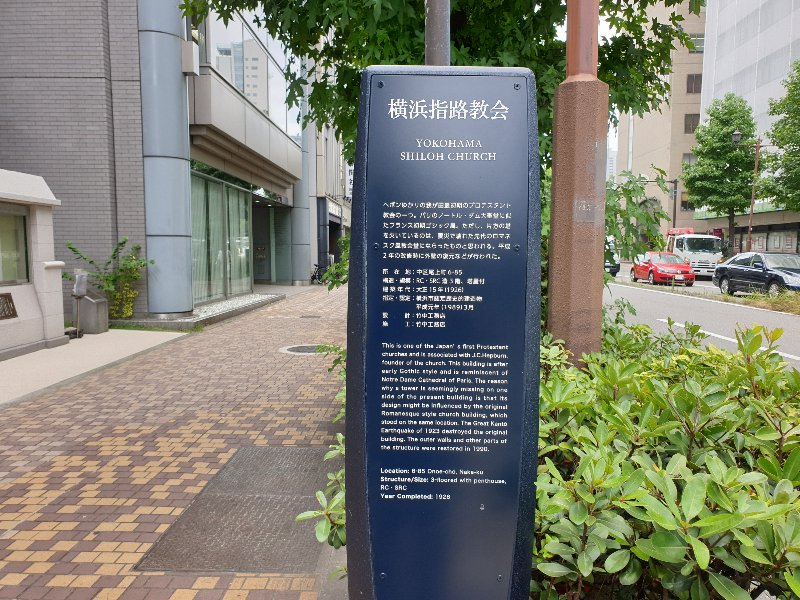 横浜指路教会
YOKOHAMA
SHILOH CHURCH
ヘボンゆかりの我が国最初期のプロテスタント
教会の一つ。パリのノートル・ダム大聖堂に似
たフランス初期ゴシック風。ただし、片方の塔
を欠いているのは、震災で壊れた先代のロマネ
スク風教会堂にならったものと思われる。平成
2年の改修時に外壁の復元などが行われた。
所在地:中区尾上町6-85
構造・規模:RC・SRC造3階、塔屋付
建築年代:大正15年(1926)
指定・認定:横浜市認定歴史的建造物
平成元年(1989)3月
設計:竹中工務店
施工:竹中工務店
This is one of the Japan's first Protestant
churches and is associated with J.C.Hepburn,
founder of the church. This building is after
early Gothic style and is reminiscent of
Notre Dame Cathedral of Paris. The reason
why a tower is seemingly missing on one
side of the present building is that its
design might be influenced by the original
Romanesque style church building, which
stood on the same location. The Great Kanto
Earthquake of 1923 destroyed the original
building. The outer walls and other parts of
the structure were restored in 1990.
Location: 6-85 Onoe-cho, Naka-ku
Structure/Size: 3-floored with penthouse,
RC・SRC
Year Completed: 1926